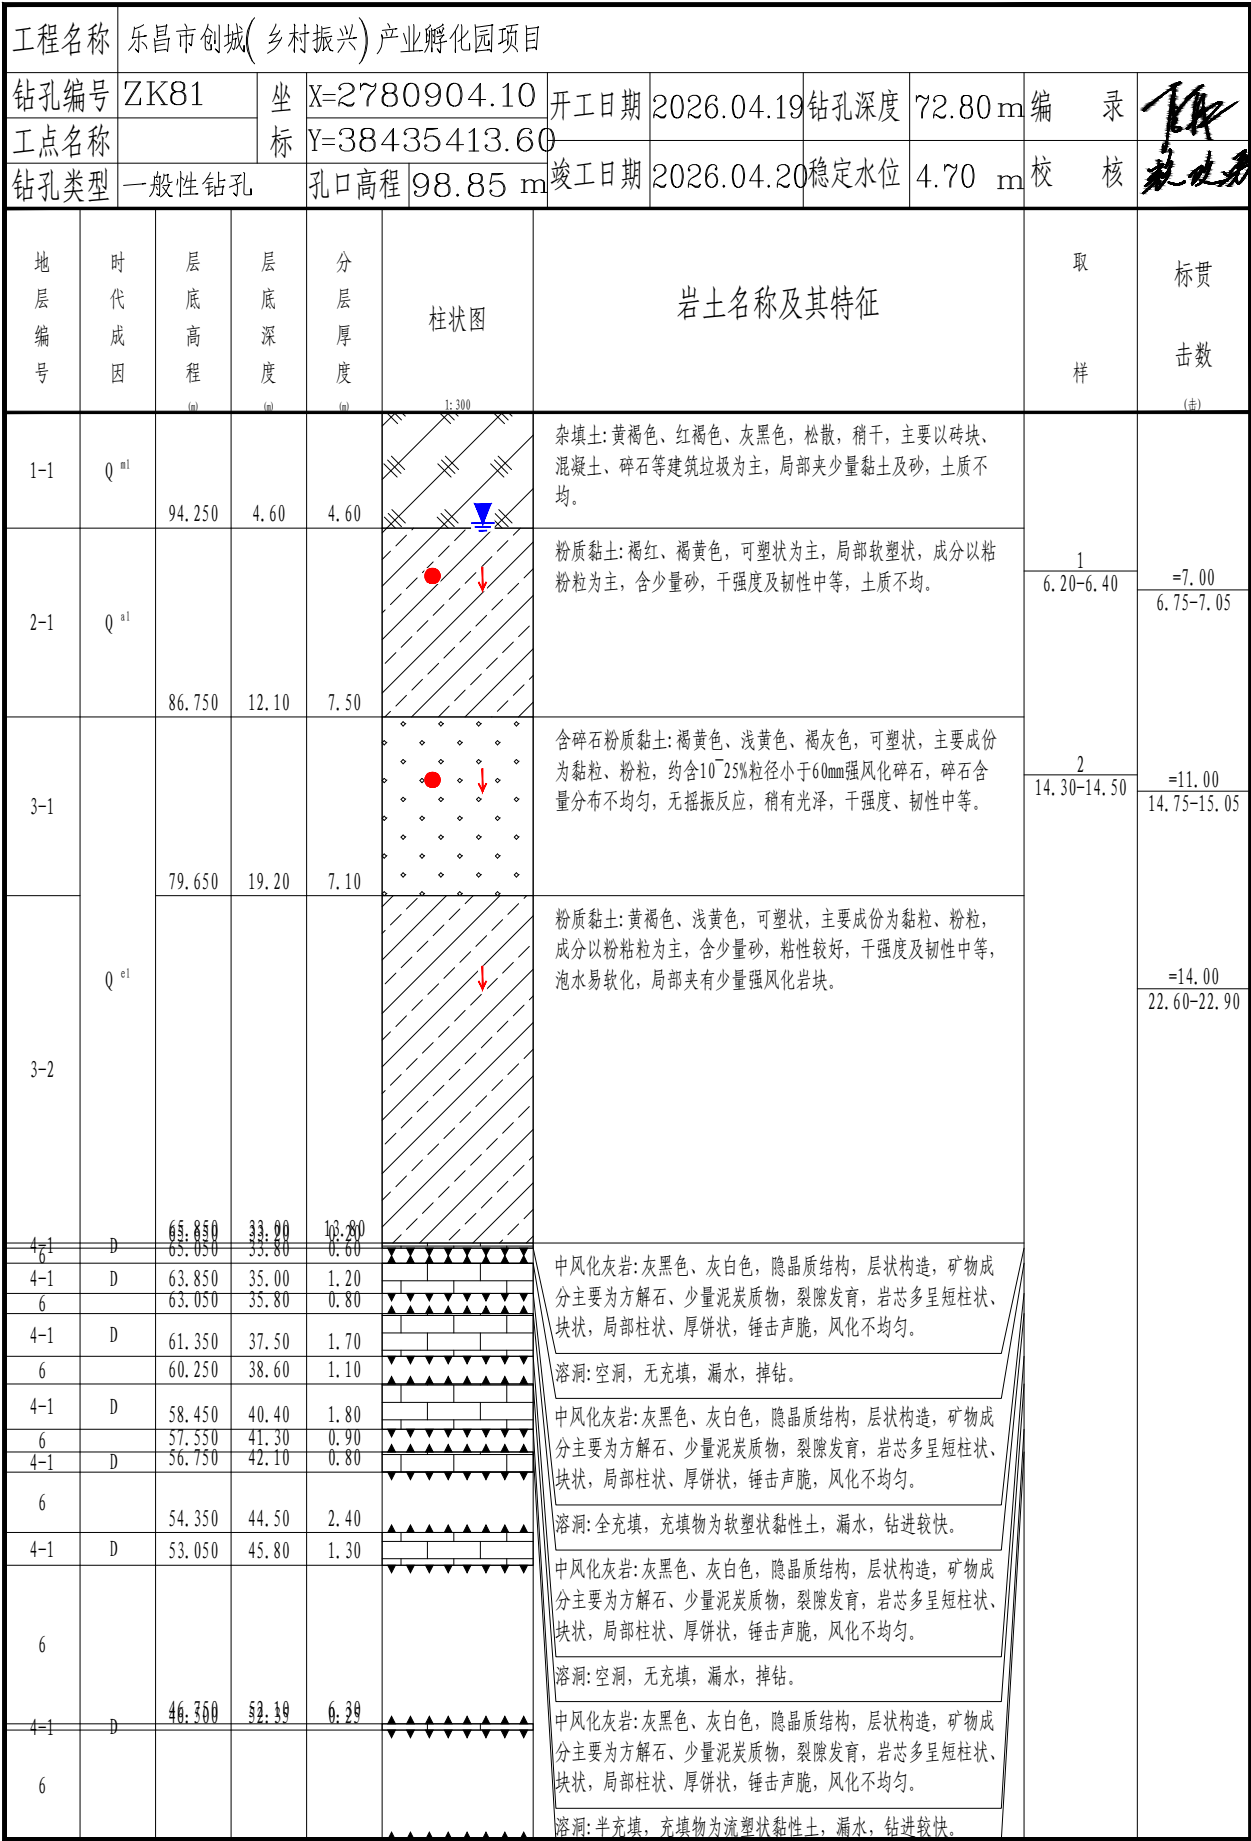 工程名称 乐昌市创城(乡村振兴)产业孵化园项目
钻孔编号 ZK81 坐标 X=2780904.10 开工日期 2026.04.19 钻孔深度 72.80 m 编 录
工点名称 Y=38435413.60
钻孔类型 一般性钻孔 孔口高程 98.85 m 竣工日期 2026.04.20 稳定水位 4.70 m 校 核
地层编号 时代成因 层底高程(m) 层底深度(m) 分层厚度(m) 柱状图 1:300 岩土名称及其特征 取样 标贯击数(击)
1-1 Q ml 94.250 4.60 4.60
杂填土:黄褐色、红褐色、灰黑色，松散，稍干，主要以砖块、
混凝土、碎石等建筑垃圾为主，局部夹少量黏土及砂，土质不
均。
2-1 Q al 86.750 12.10 7.50
粉质黏土:褐红、褐黄色，可塑状为主，局部软塑状，成分以粘
粉粒为主，含少量砂，干强度及韧性中等，土质不均。
1
6.20-6.40
=7.00
6.75-7.05
3-1 79.650 19.20 7.10
含碎石粉质黏土:褐黄色、浅黄色、褐灰色，可塑状，主要成份
为黏粒、粉粒，约含10~25%粒径小于60mm强风化碎石，碎石含
量分布不均匀，无摇振反应，稍有光泽，干强度、韧性中等。
2
14.30-14.50
=11.00
14.75-15.05
Q el
3-2 65.850 33.00 13.80
粉质黏土:黄褐色、浅黄色，可塑状，主要成份为黏粒、粉粒，
成分以粉粘粒为主，含少量砂，粘性较好，干强度及韧性中等，
泡水易软化，局部夹有少量强风化岩块。
=14.00
22.60-22.90
4-1 D 65.650 33.20 0.20
6 65.050 33.80 0.60
4-1 D 63.850 35.00 1.20
6 63.050 35.80 0.80
4-1 D 61.350 37.50 1.70
6 60.250 38.60 1.10
4-1 D 58.450 40.40 1.80
6 57.550 41.30 0.90
4-1 D 56.750 42.10 0.80
6 54.350 44.50 2.40
4-1 D 53.050 45.80 1.30
6 46.750 52.10 6.30
4-1 D 46.500 52.35 0.25
6
中风化灰岩:灰黑色、灰白色，隐晶质结构，层状构造，矿物成
分主要为方解石、少量泥炭质物，裂隙发育，岩芯多呈短柱状、
块状，局部柱状、厚饼状，锤击声脆，风化不均匀。
溶洞:空洞，无充填，漏水，掉钻。
中风化灰岩:灰黑色、灰白色，隐晶质结构，层状构造，矿物成
分主要为方解石、少量泥炭质物，裂隙发育，岩芯多呈短柱状、
块状，局部柱状、厚饼状，锤击声脆，风化不均匀。
溶洞:全充填，充填物为软塑状黏性土，漏水，钻进较快。
中风化灰岩:灰黑色、灰白色，隐晶质结构，层状构造，矿物成
分主要为方解石、少量泥炭质物，裂隙发育，岩芯多呈短柱状、
块状，局部柱状、厚饼状，锤击声脆，风化不均匀。
溶洞:空洞，无充填，漏水，掉钻。
中风化灰岩:灰黑色、灰白色，隐晶质结构，层状构造，矿物成
分主要为方解石、少量泥炭质物，裂隙发育，岩芯多呈短柱状、
块状，局部柱状、厚饼状，锤击声脆，风化不均匀。
溶洞:半充填，充填物为流塑状黏性土，漏水，钻进较快。